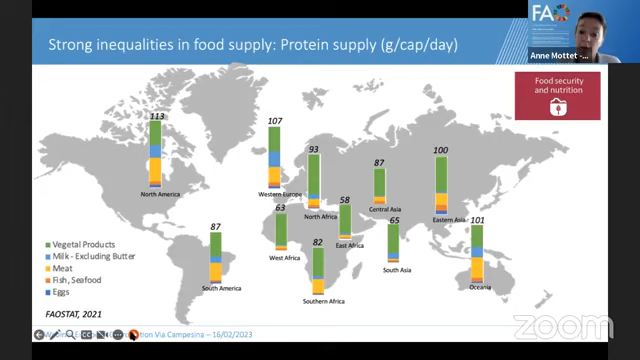 Strong inequalities in food supply: Protein supply (g/cap/day)
FAO
Anne Mottet -...
Food security
and nutrition
113
North America
107
Western Europe
93
North Africa
87
Central Asia
100
Eastern Asia
63
West Africa
58
East Africa
65
South Asia
101
Oceania
87
South America
82
Southern Africa
Vegetal Products
Milk - Excluding Butter
Meat
Fish, Seafood
Eggs
FAOSTAT, 2021
Via Campesina – 16/02/2023
zoom